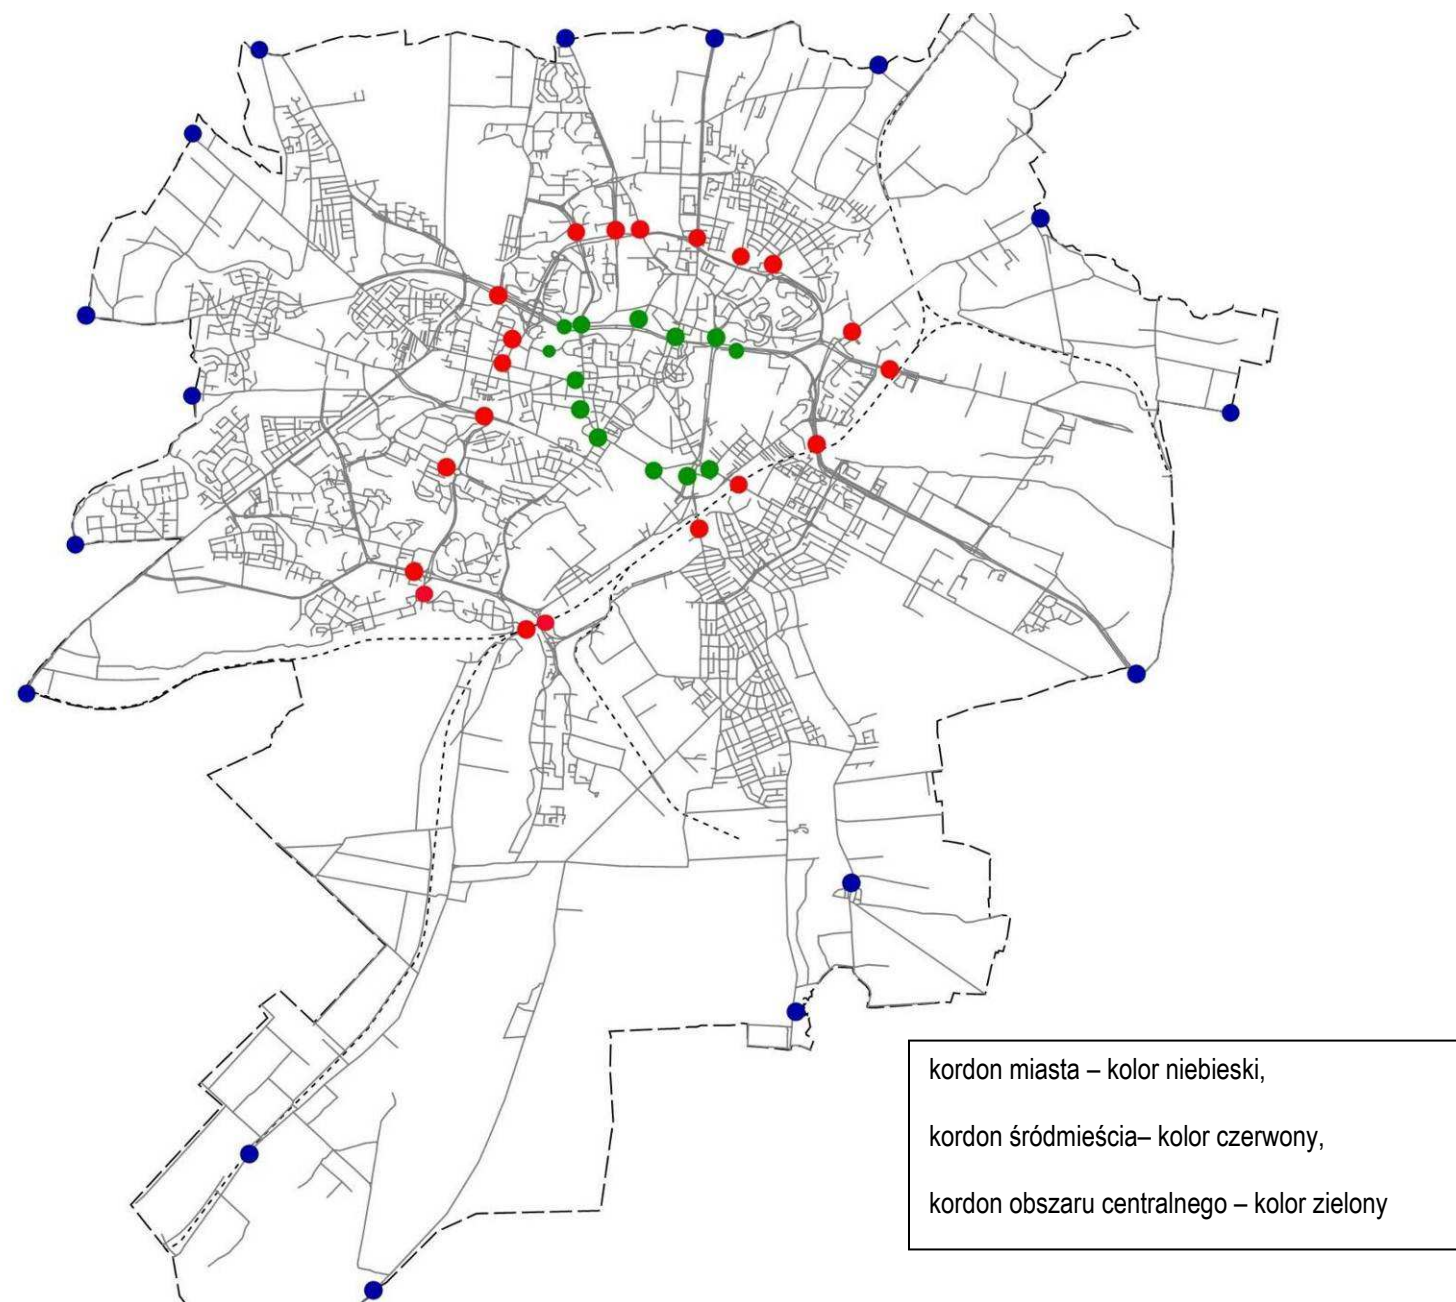 kordon miasta – kolor niebieski,
kordon śródmieścia– kolor czerwony,
kordon obszaru centralnego – kolor zielony